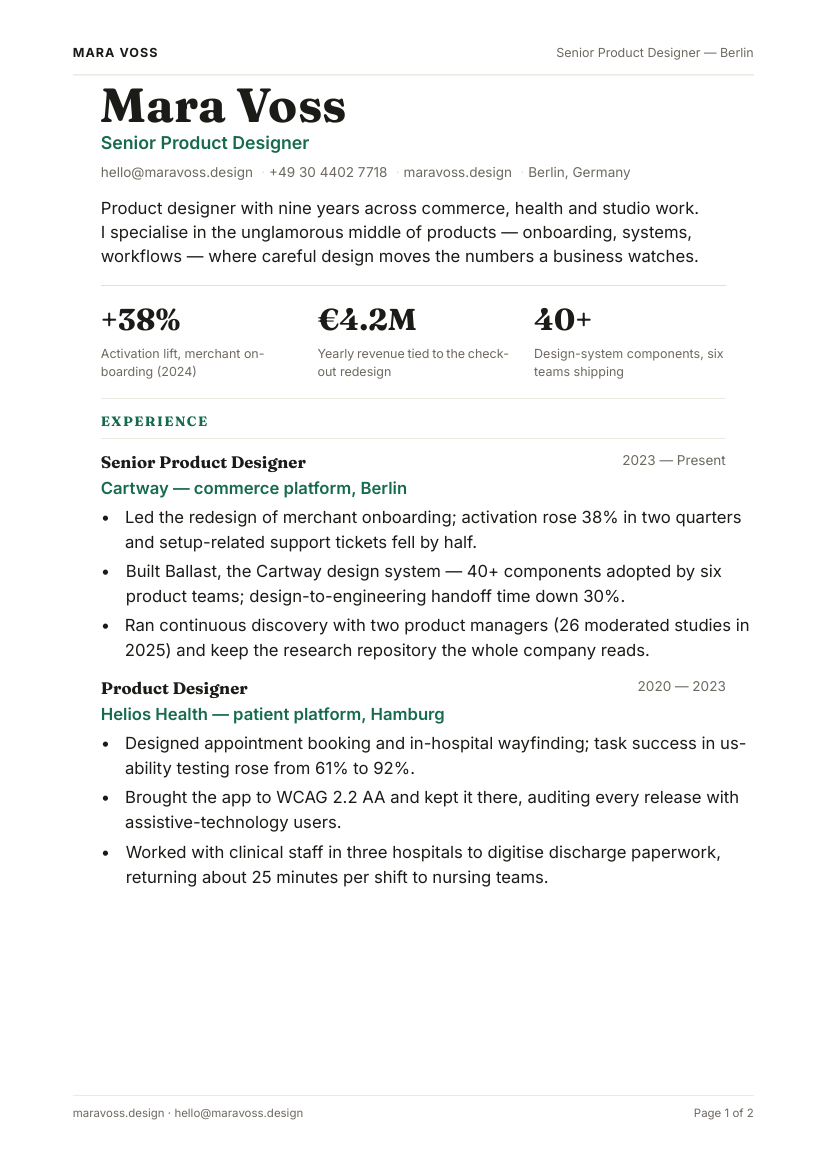 MARA VOSS
Senior Product Designer — Berlin
Mara Voss
Senior Product Designer
hello@maravoss.design · +49 30 4402 7718 · maravoss.design · Berlin, Germany
Product designer with nine years across commerce, health and studio work.
I specialise in the unglamorous middle of products — onboarding, systems,
workflows — where careful design moves the numbers a business watches.
+38%
Activation lift, merchant on-
boarding (2024)
€4.2M
Yearly revenue tied to the check-
out redesign
40+
Design-system components, six
teams shipping
EXPERIENCE
Senior Product Designer
2023 — Present
Cartway — commerce platform, Berlin
• Led the redesign of merchant onboarding; activation rose 38% in two quarters
and setup-related support tickets fell by half.
• Built Ballast, the Cartway design system — 40+ components adopted by six
product teams; design-to-engineering handoff time down 30%.
• Ran continuous discovery with two product managers (26 moderated studies in
2025) and keep the research repository the whole company reads.
Product Designer
2020 — 2023
Helios Health — patient platform, Hamburg
• Designed appointment booking and in-hospital wayfinding; task success in us-
ability testing rose from 61% to 92%.
• Brought the app to WCAG 2.2 AA and kept it there, auditing every release with
assistive-technology users.
• Worked with clinical staff in three hospitals to digitise discharge paperwork,
returning about 25 minutes per shift to nursing teams.
maravoss.design · hello@maravoss.design
Page 1 of 2